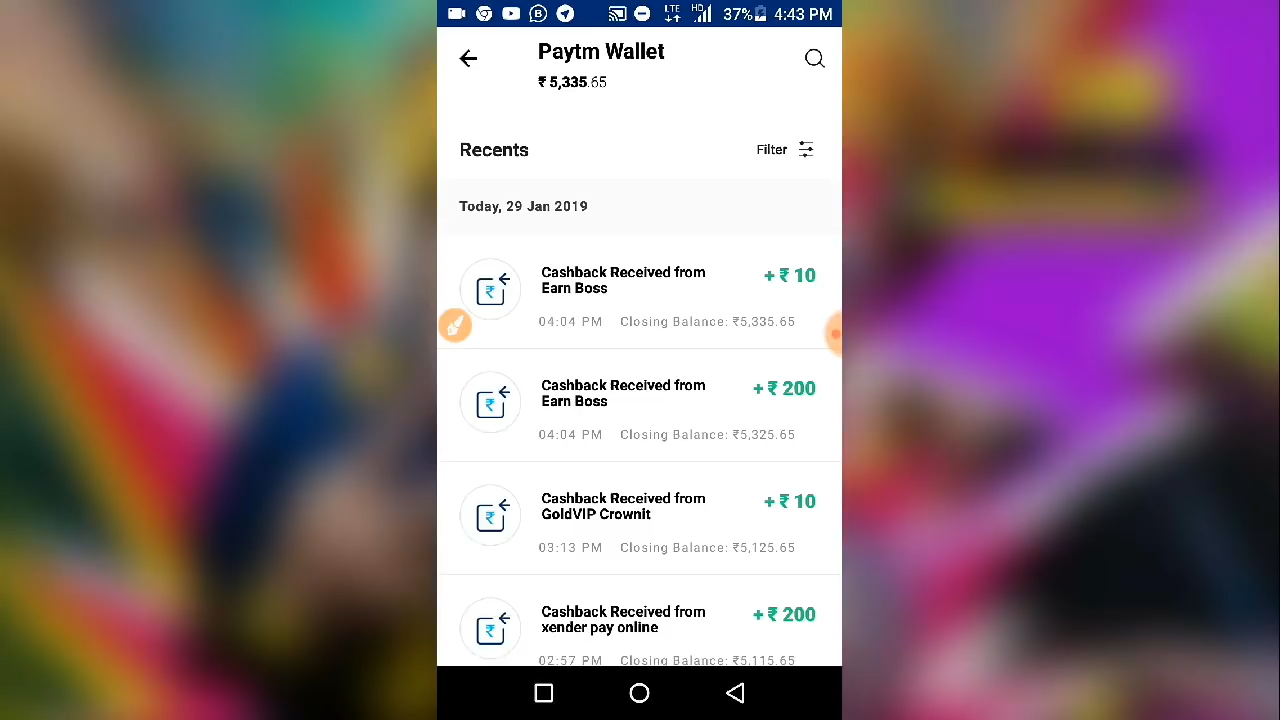 LTE HD 37% 4:43 PM
Paytm Wallet
₹ 5,335.65
Recents
Filter
Today, 29 Jan 2019
Cashback Received from
Earn Boss
+ ₹ 10
04:04 PM Closing Balance: ₹5,335.65
Cashback Received from
Earn Boss
+ ₹ 200
04:04 PM Closing Balance: ₹5,325.65
Cashback Received from
GoldVIP Crownit
+ ₹ 10
03:13 PM Closing Balance: ₹5,125.65
Cashback Received from
xender pay online
+ ₹ 200
02:57 PM Closing Balance: ₹5,115.65